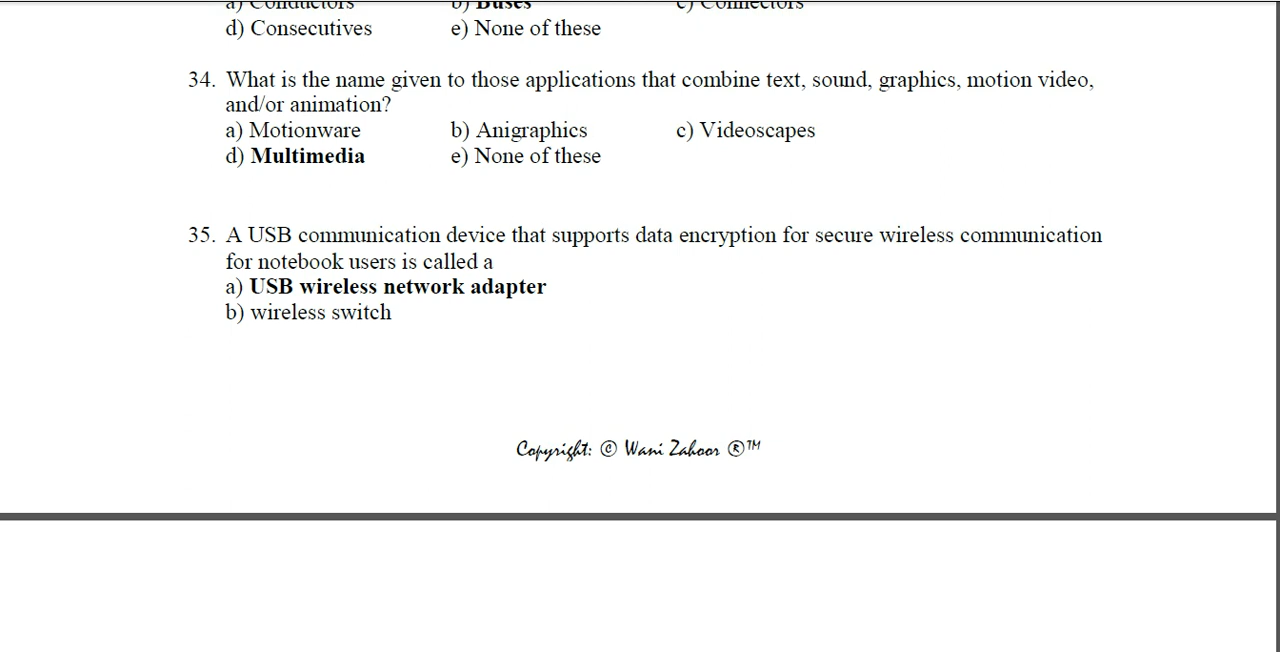 a) Conductors b) Buses c) Connectors
d) Consecutives e) None of these
34. What is the name given to those applications that combine text, sound, graphics, motion video,
and/or animation?
a) Motionware b) Anigraphics c) Videoscapes
d) Multimedia e) None of these
35. A USB communication device that supports data encryption for secure wireless communication
for notebook users is called a
a) USB wireless network adapter
b) wireless switch
Copyright: © Wani Zahoor ®™